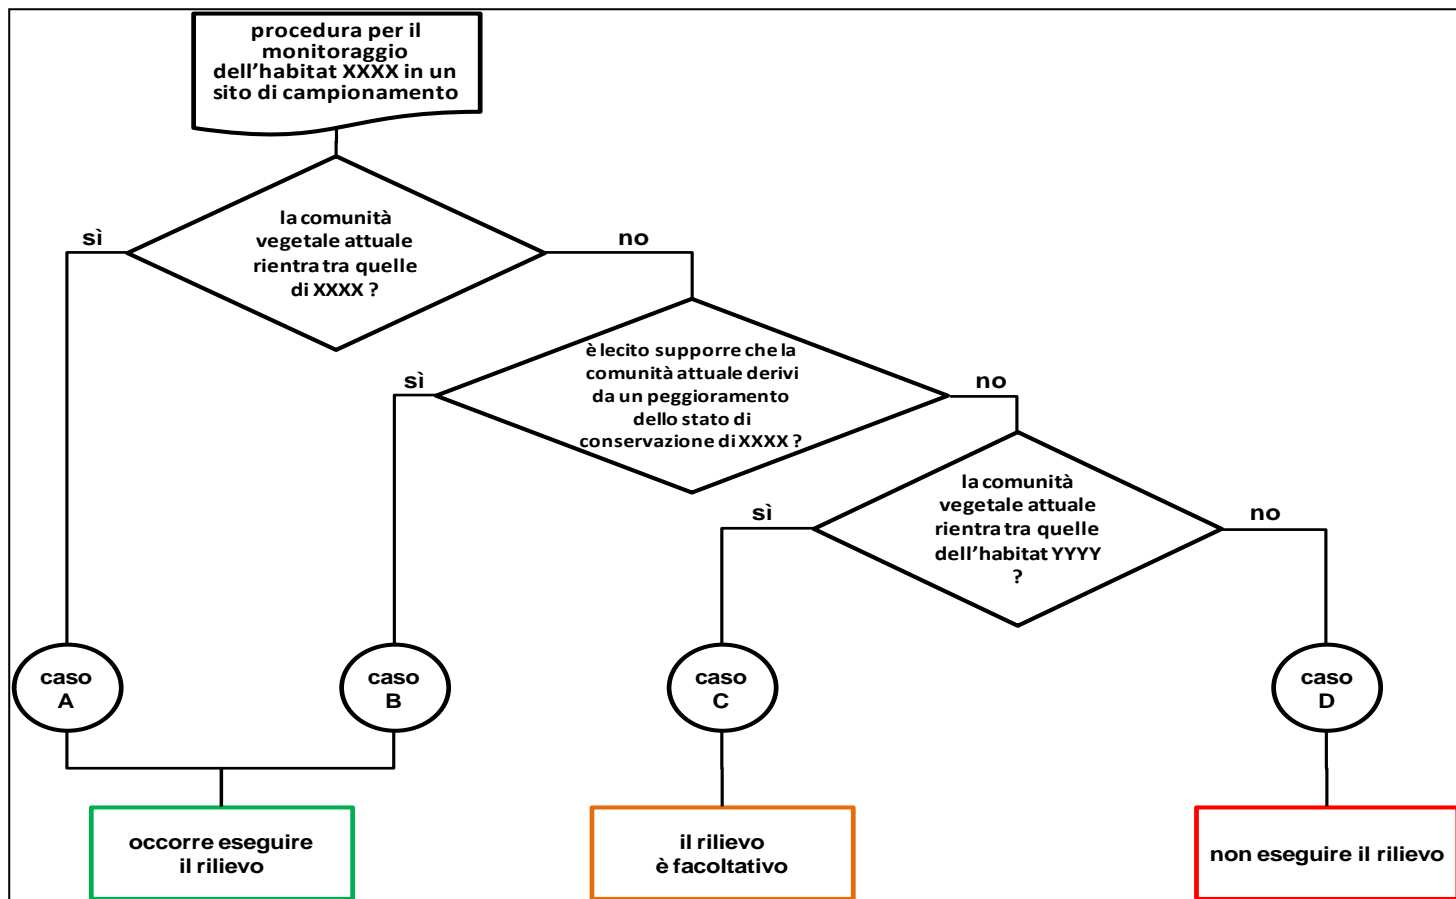 procedura per il
monitoraggio
dell'habitat XXXX in un
sito di campionamento
la comunità
vegetale attuale
rientra tra quelle
di XXXX ?
sì
no
è lecito supporre che la
comunità attuale derivi
da un peggioramento
dello stato di
conservazione di XXXX ?
sì
no
la comunità
vegetale attuale
rientra tra quelle
dell'habitat YYYY
?
sì
no
caso
A
caso
B
caso
C
caso
D
occorre eseguire
il rilievo
il rilievo
è facoltativo
non eseguire il rilievo